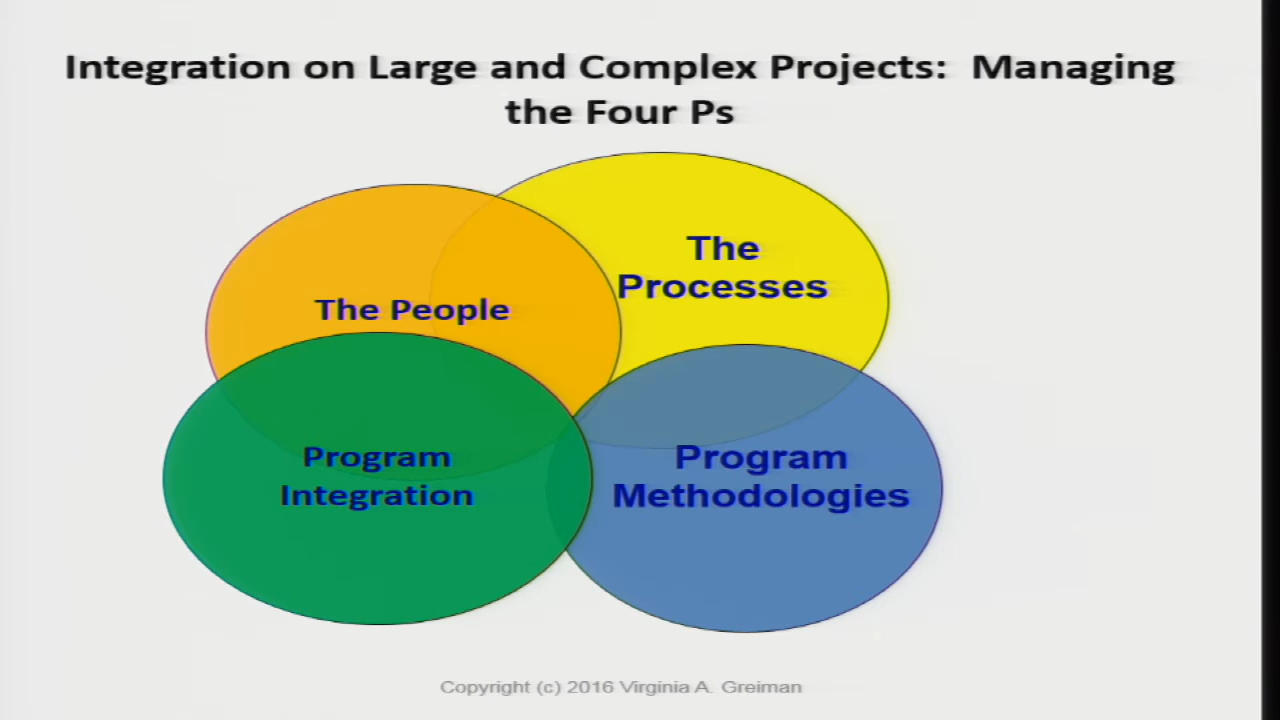 Integration on Large and Complex Projects: Managing
the Four Ps
The
Processes
The People
Program
Integration
Program
Methodologies
Copyright (c) 2016 Virginia A. Greiman